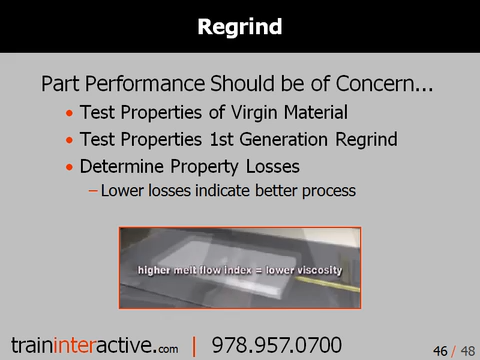 Regrind
Part Performance Should be of Concern...
• Test Properties of Virgin Material
• Test Properties 1st Generation Regrind
• Determine Property Losses
– Lower losses indicate better process
higher melt flow index = lower viscosity
traininteractive.com | 978.957.0700
46 / 48